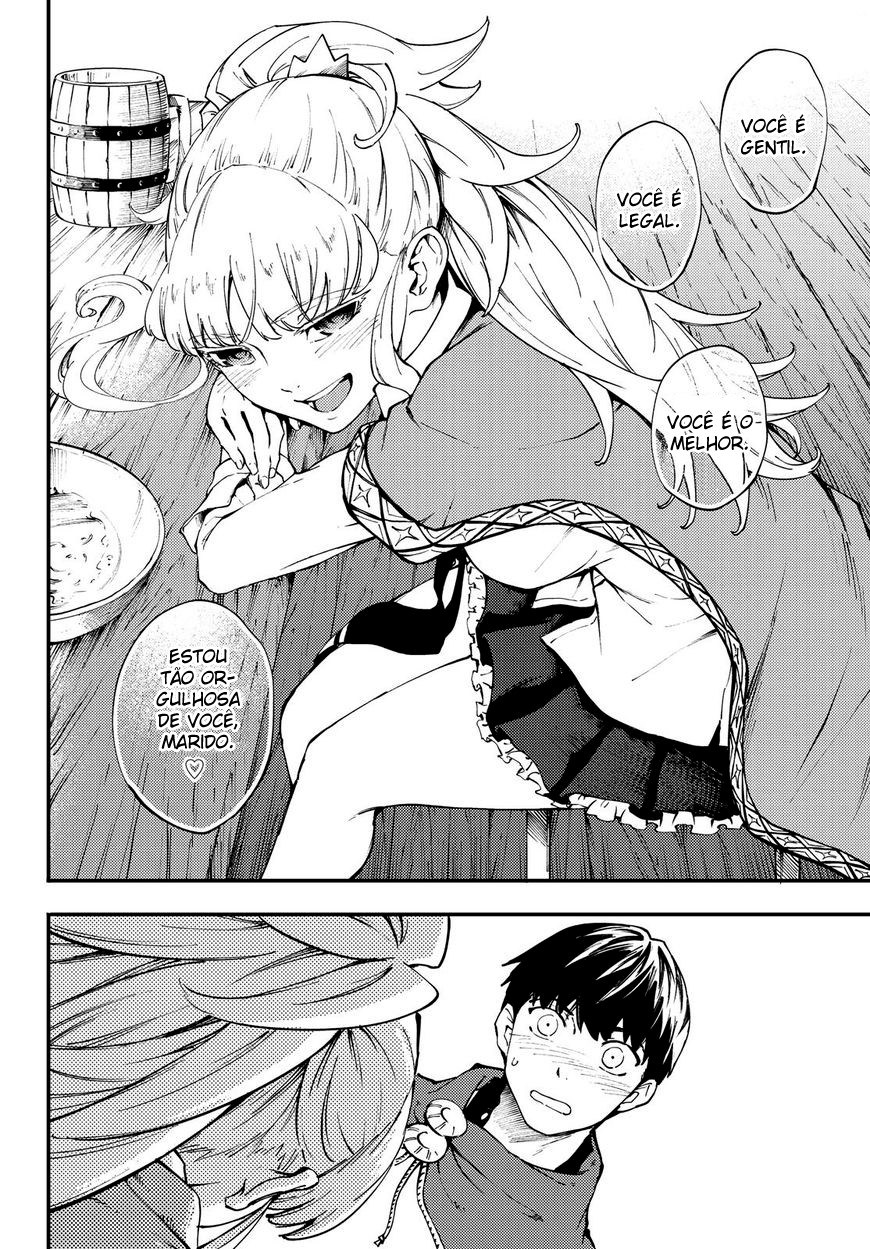 VOCÊ É
GENTIL.
VOCÊ É
LEGAL.
VOCÊ É O
MELHOR.
ESTOU
TÃO OR-
GULHOSA
DE VOCÊ,
MARIDO.
♡